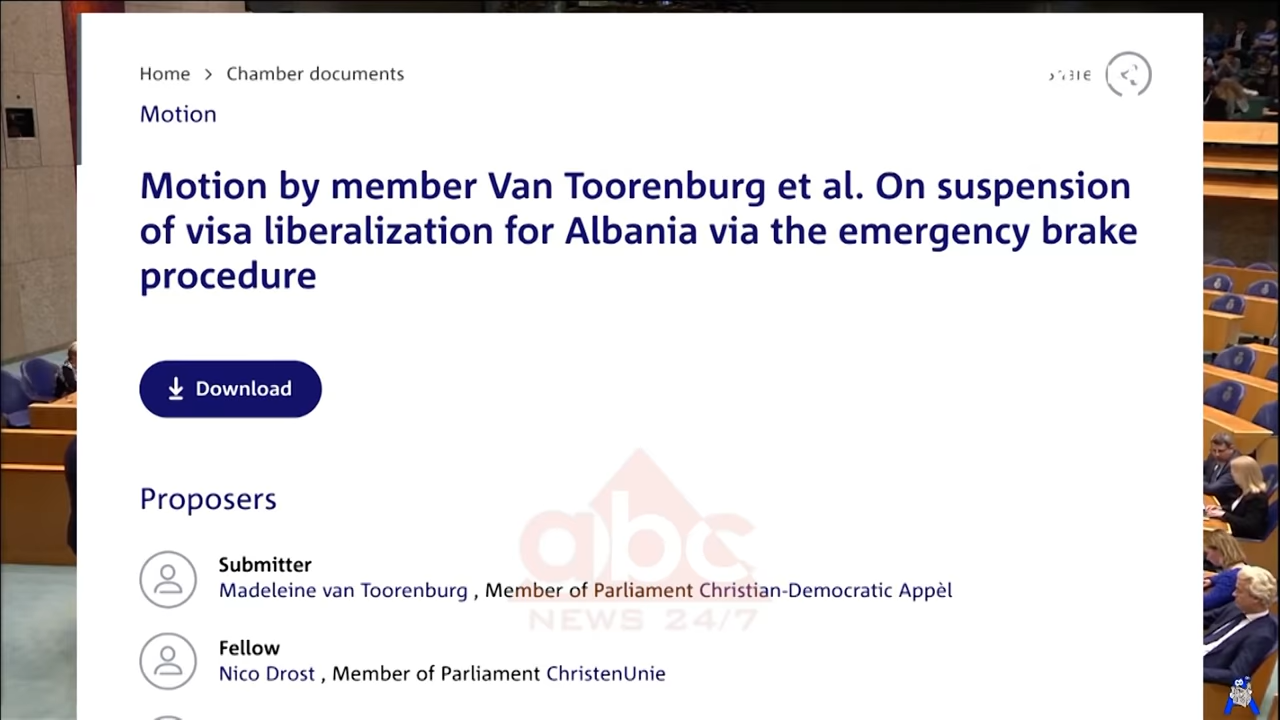 Home > Chamber documents
Motion
Motion by member Van Toorenburg et al. On suspension
of visa liberalization for Albania via the emergency brake
procedure
Download
Proposers
Submitter
Madeleine van Toorenburg , Member of Parliament Christian-Democratic Appèl
Fellow
Nico Drost , Member of Parliament ChristenUnie
abc
NEWS 24/7